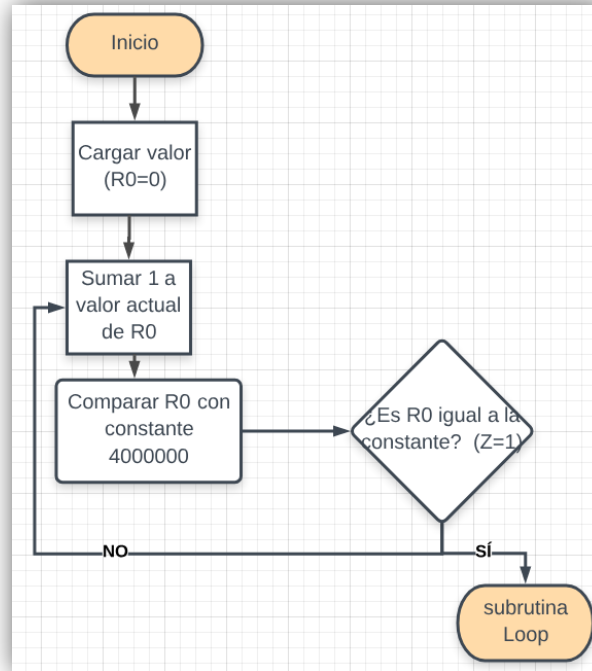 Inicio
Cargar valor
(R0=0)
Sumar 1 a
valor actual
de R0
Comparar R0 con
constante
4000000
¿Es R0 igual a la
constante? (Z=1)
NO
SÍ
subrutina
Loop